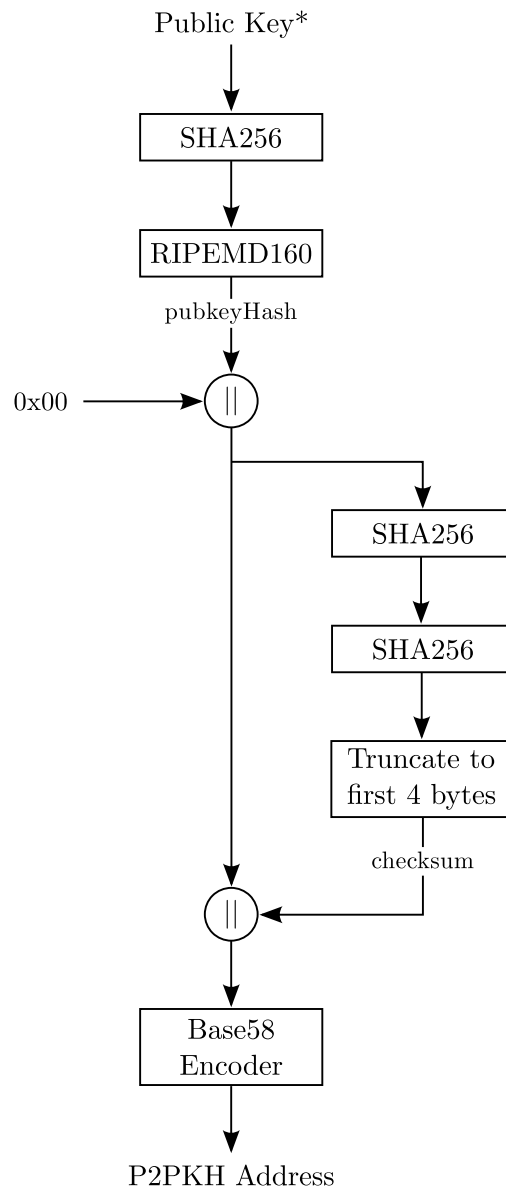 Public Key*
SHA256
RIPEMD160
pubkeyHash
0x00
||
SHA256
SHA256
Truncate to
first 4 bytes
checksum
||
Base58
Encoder
P2PKH Address